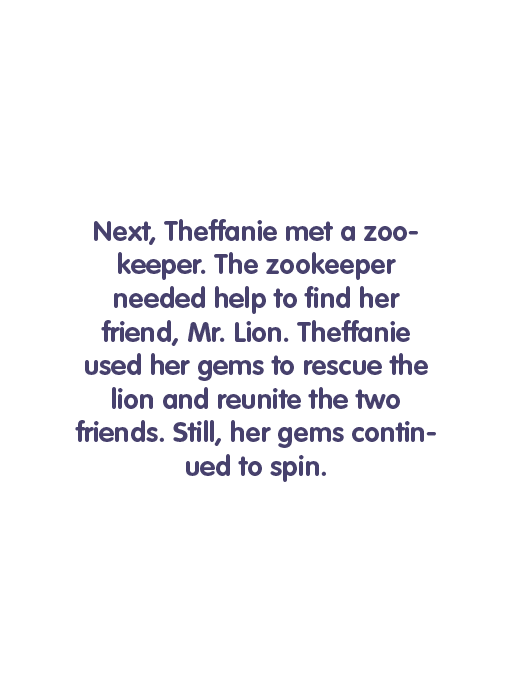 Next, Theffanie met a zoo-
keeper. The zookeeper
needed help to find her
friend, Mr. Lion. Theffanie
used her gems to rescue the
lion and reunite the two
friends. Still, her gems contin-
ued to spin.